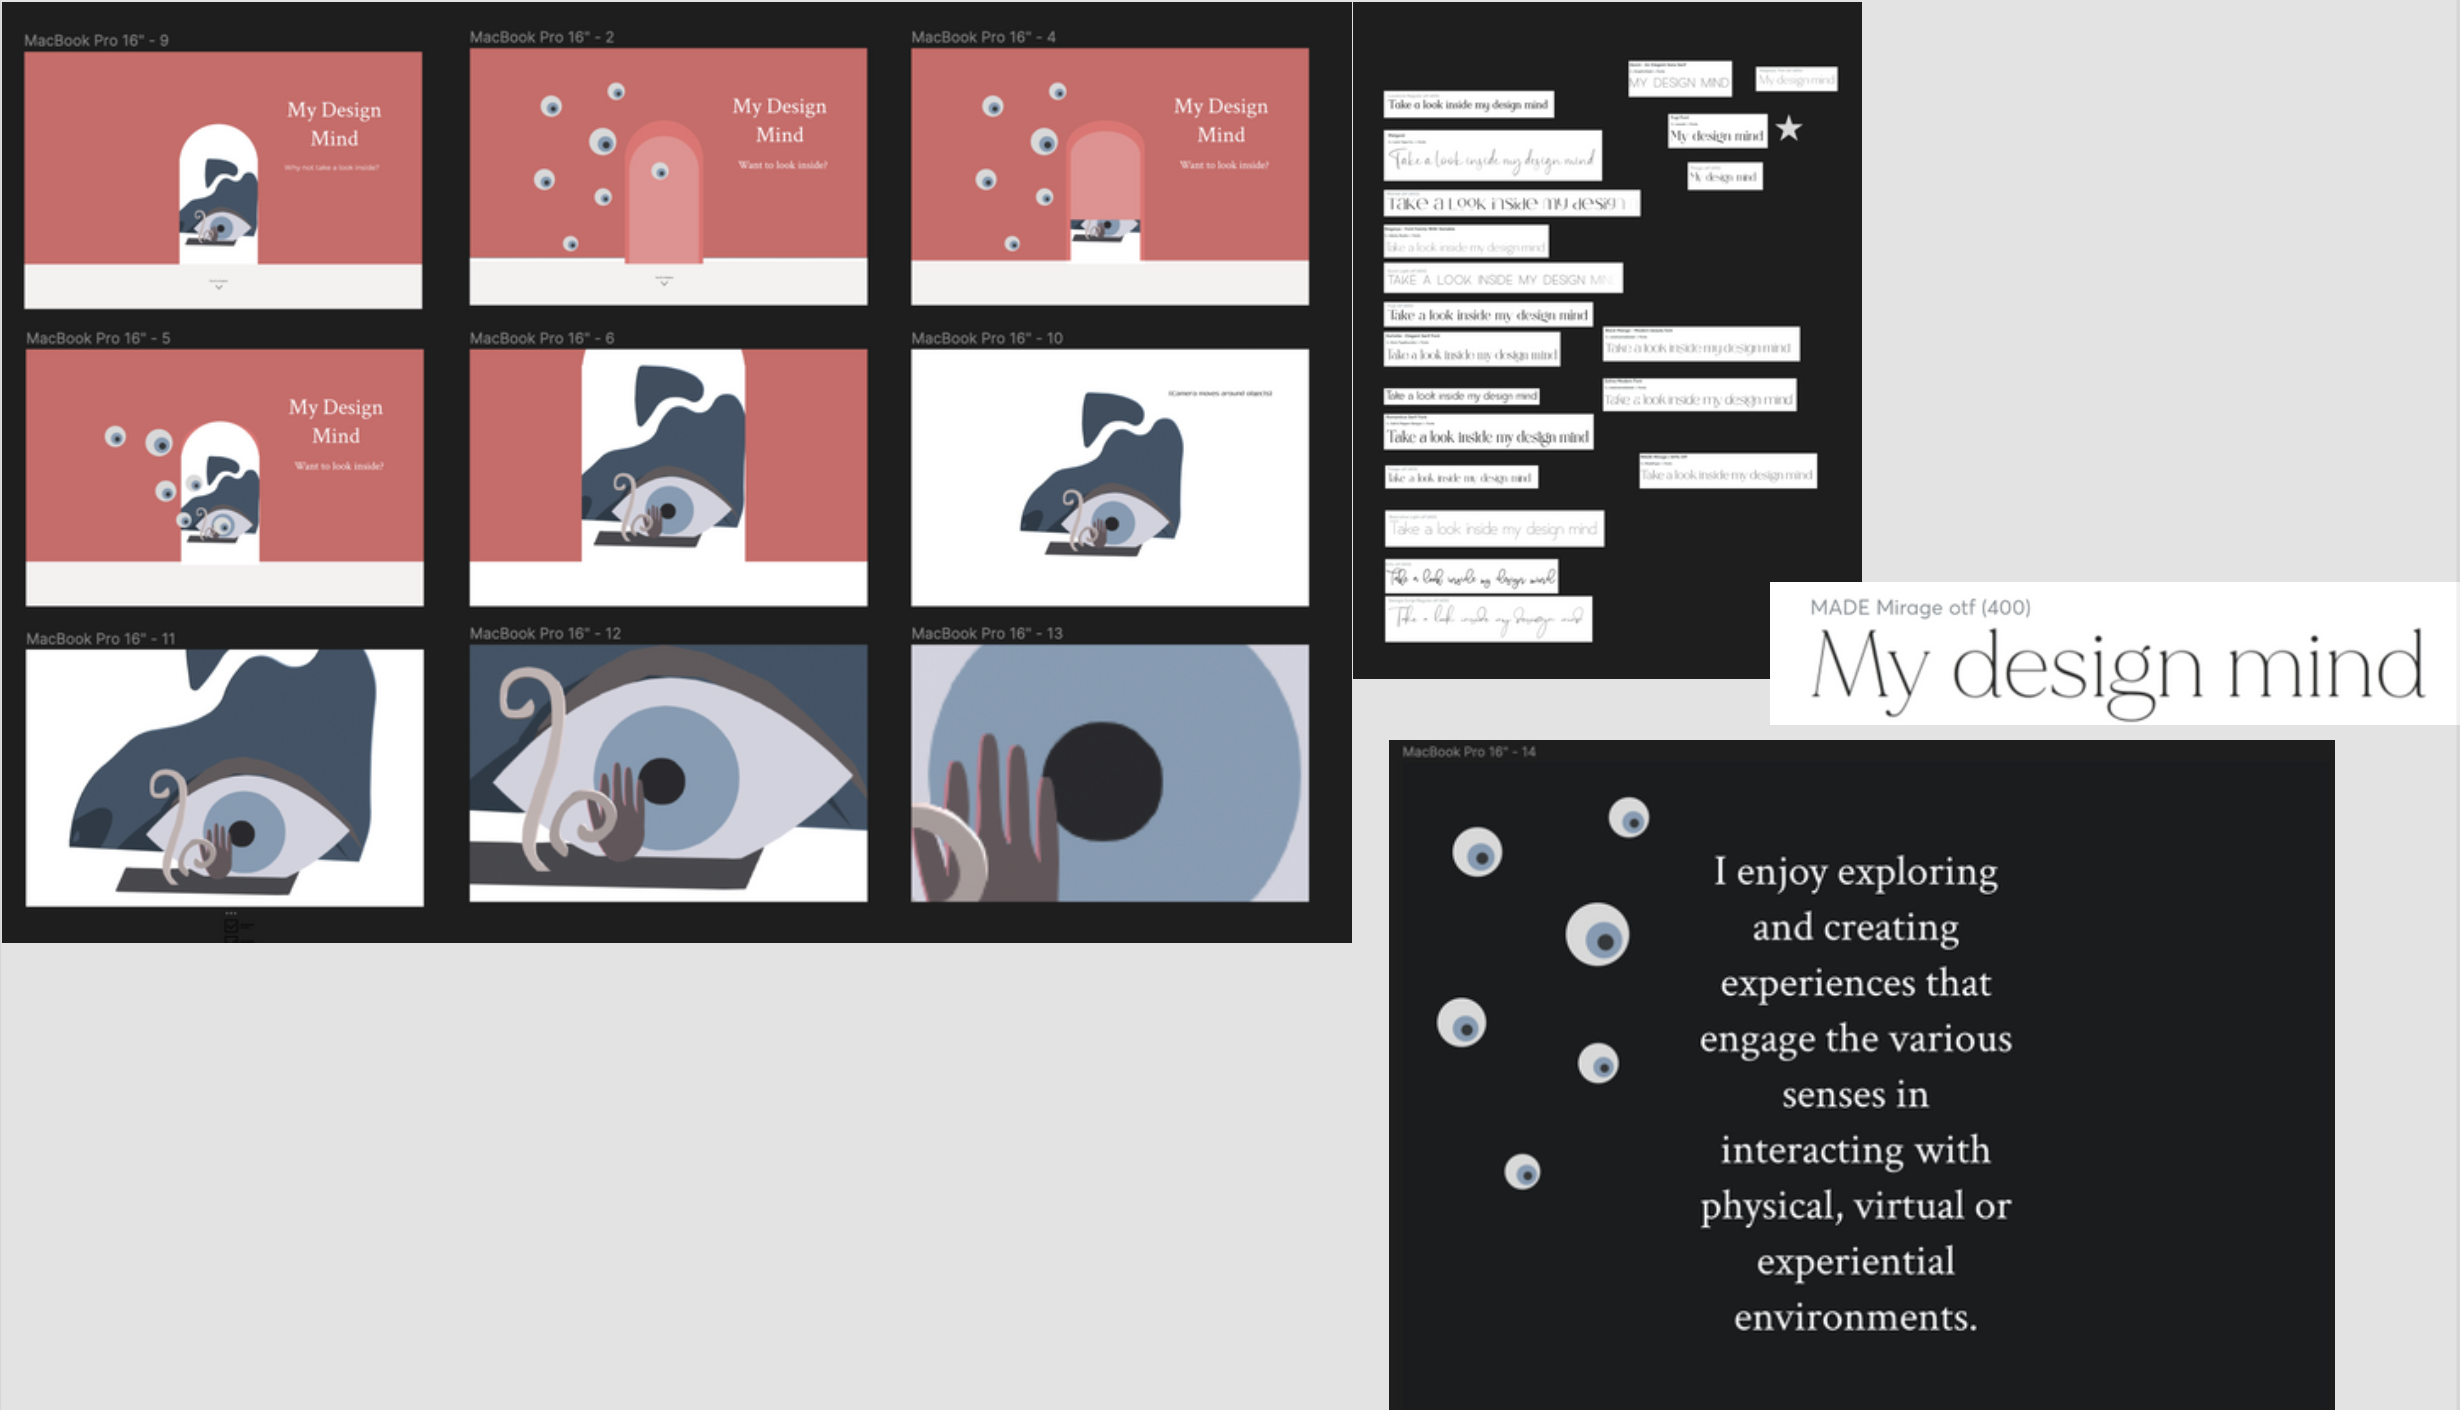 MacBook Pro 16" - 9
My Design
Mind
Why not take a look inside?
MacBook Pro 16" - 2
My Design
Mind
Want to look inside?
MacBook Pro 16" - 4
My Design
Mind
Want to look inside?
MacBook Pro 16" - 5
My Design
Mind
Want to look inside?
MacBook Pro 16" - 6
MacBook Pro 16" - 10
(Camera moves around objects)
MacBook Pro 16" - 11
MacBook Pro 16" - 12
MacBook Pro 16" - 13
MY DESIGN MIND
My design mind
Take a look inside my design mind
My design mind
Take a look inside my design mind
My design mind
Take a look inside my design
Take a look inside my design mind
TAKE A LOOK INSIDE MY DESIGN MIN
Take a look inside my design mind
Take a look inside my design mind
Take a look inside my design mind
Take a look inside my design mind
Take a look inside my design mind
Take a look inside my design mind
Take a look inside my design mind
Take a look inside my design mind
Take a look inside my design mind
Take a look inside my design mind
Take a look inside my design mind
Take a look inside my design mind
MADE Mirage otf (400)
My design mind
MacBook Pro 16" - 14
I enjoy exploring
and creating
experiences that
engage the various
senses in
interacting with
physical, virtual or
experiential
environments.